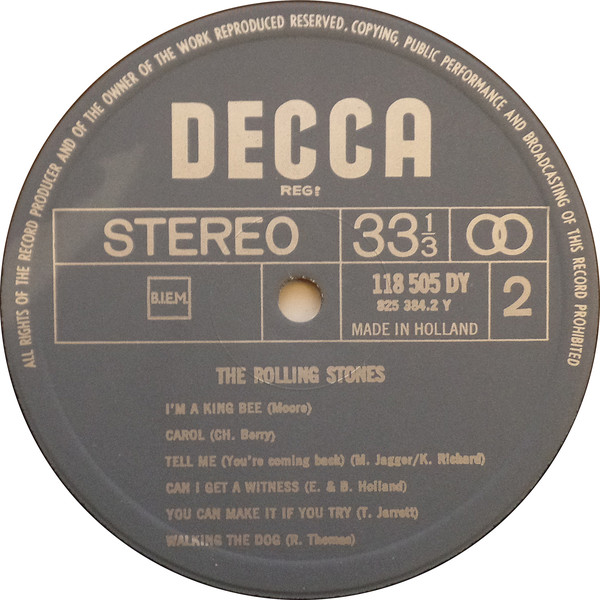 ALL RIGHTS OF THE RECORD PRODUCER AND OF THE OWNER OF THE WORK REPRODUCED RESERVED. COPYING, PUBLIC PERFORMANCE AND BROADCASTING OF THIS RECORD PROHIBITED
DECCA
REGD
STEREO
33 1/3
B.I.E.M.
118 505 DY
825 384.2 Y
MADE IN HOLLAND
2
THE ROLLING STONES
I'M A KING BEE (Moore)
CAROL (CH. Berry)
TELL ME (You're coming back) (M. Jagger/K. Richard)
CAN I GET A WITNESS (E. & B. Holland)
YOU CAN MAKE IT IF YOU TRY (T. Jarrett)
WALKING THE DOG (R. Thomas)